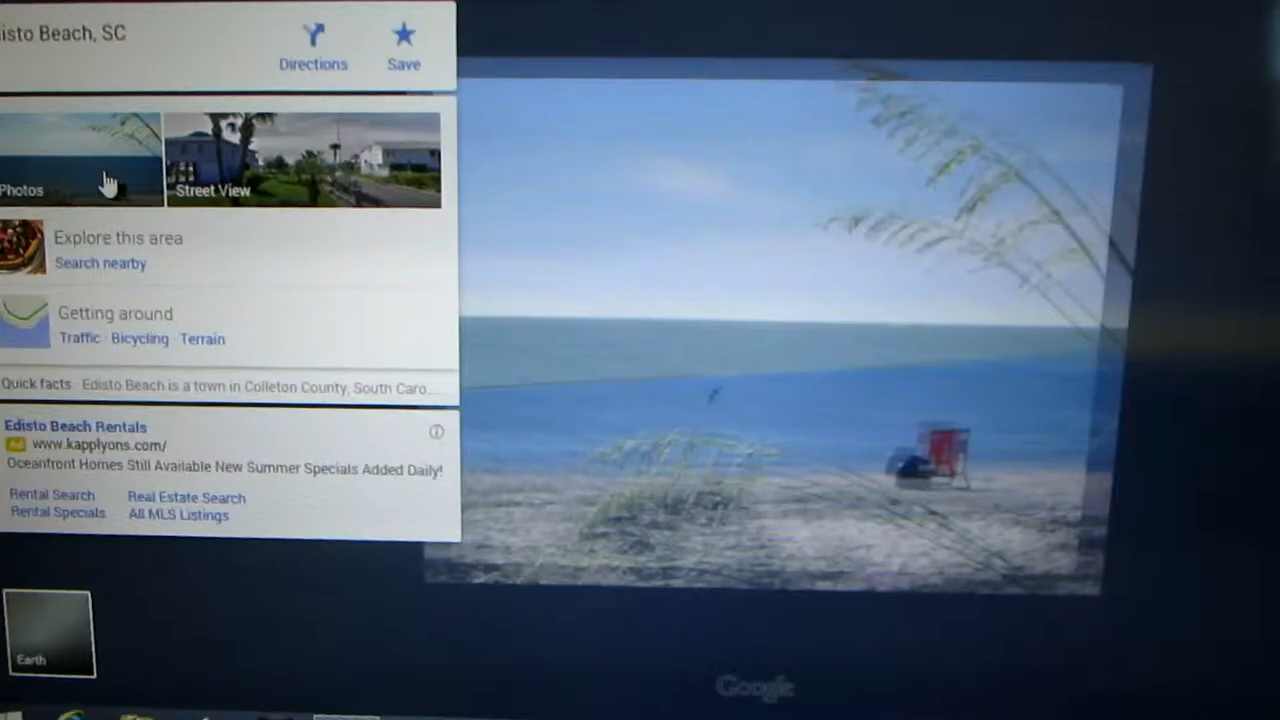 isto Beach, SC
Directions
Save
Photos
Street View
Explore this area
Search nearby
Getting around
Traffic · Bicycling · Terrain
Quick facts · Edisto Beach is a town in Colleton County, South Caro...
Edisto Beach Rentals
Ad www.kapplyons.com/
Oceanfront Homes Still Available New Summer Specials Added Daily!
Rental Search Real Estate Search
Rental Specials All MLS Listings
Earth
Google